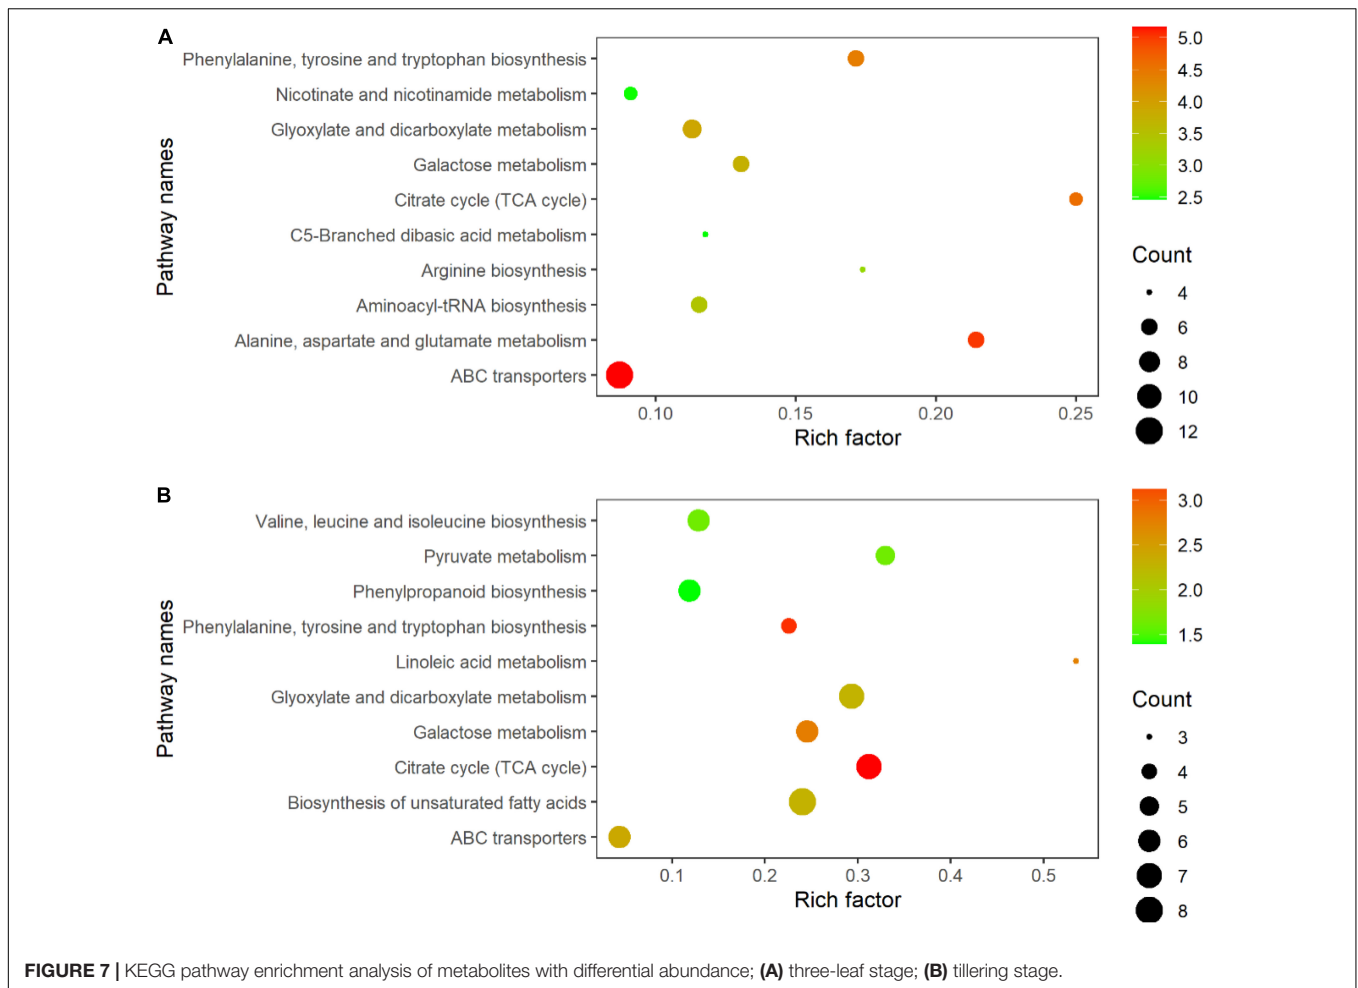 A
Phenylalanine, tyrosine and tryptophan biosynthesis
Nicotinate and nicotinamide metabolism
Glyoxylate and dicarboxylate metabolism
Galactose metabolism
Citrate cycle (TCA cycle)
C5-Branched dibasic acid metabolism
Arginine biosynthesis
Aminoacyl-tRNA biosynthesis
Alanine, aspartate and glutamate metabolism
ABC transporters
Pathway names
0.10 0.15 0.20 0.25
Rich factor
5.0
4.5
4.0
3.5
3.0
2.5
Count
4
6
8
10
12
B
Valine, leucine and isoleucine biosynthesis
Pyruvate metabolism
Phenylpropanoid biosynthesis
Phenylalanine, tyrosine and tryptophan biosynthesis
Linoleic acid metabolism
Glyoxylate and dicarboxylate metabolism
Galactose metabolism
Citrate cycle (TCA cycle)
Biosynthesis of unsaturated fatty acids
ABC transporters
Pathway names
0.1 0.2 0.3 0.4 0.5
Rich factor
3.0
2.5
2.0
1.5
Count
3
4
5
6
7
8
FIGURE 7 | KEGG pathway enrichment analysis of metabolites with differential abundance; (A) three-leaf stage; (B) tillering stage.